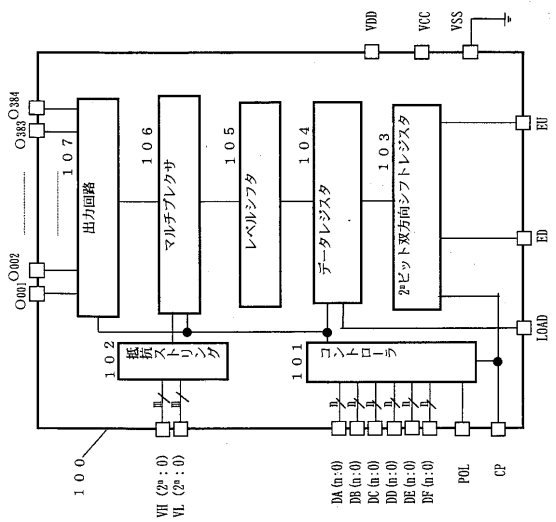 O001 O002 O383 O384
107
出力回路
106
マルチプレクサ
105
レベルシフタ
104
データレジスタ
103
2ⁿビット双方向シフトレジスタ
102
抵抗ストリング
101
コントローラ
100
VH (2ⁿ: 0)
VL (2ⁿ: 0)
m
m
DA(n:0)
DB(n:0)
DC(n:0)
DD(n:0)
DE(n:0)
DF(n:0)
n
n
n
n
n
n
POL
CP
LOAD
ED
EU
VDD
VCC
VSS